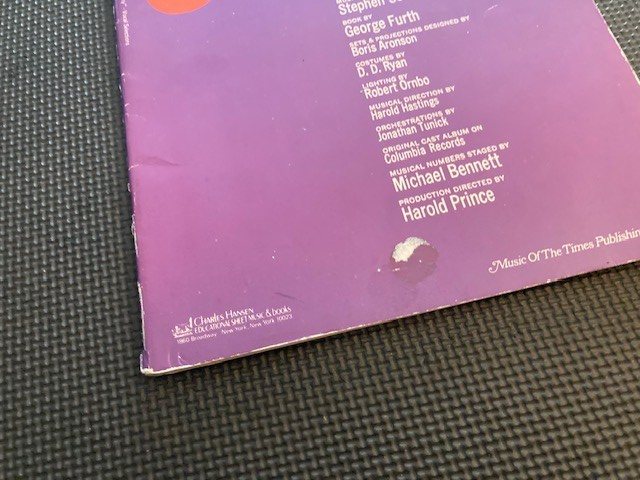 Stephen
BOOK BY
George Furth
SETS & PROJECTIONS DESIGNED BY
Boris Aronson
COSTUMES BY
D. D. Ryan
LIGHTING BY
Robert Ornbo
MUSICAL DIRECTION BY
Harold Hastings
ORCHESTRATIONS BY
Jonathan Tunick
ORIGINAL CAST ALBUM ON
Columbia Records
MUSICAL NUMBERS STAGED BY
Michael Bennett
PRODUCTION DIRECTED BY
Harold Prince
Music Of The Times Publishin
CHARLES HANSEN
EDUCATIONAL SHEET MUSIC & BOOKS
1860 Broadway New York, New York 10023